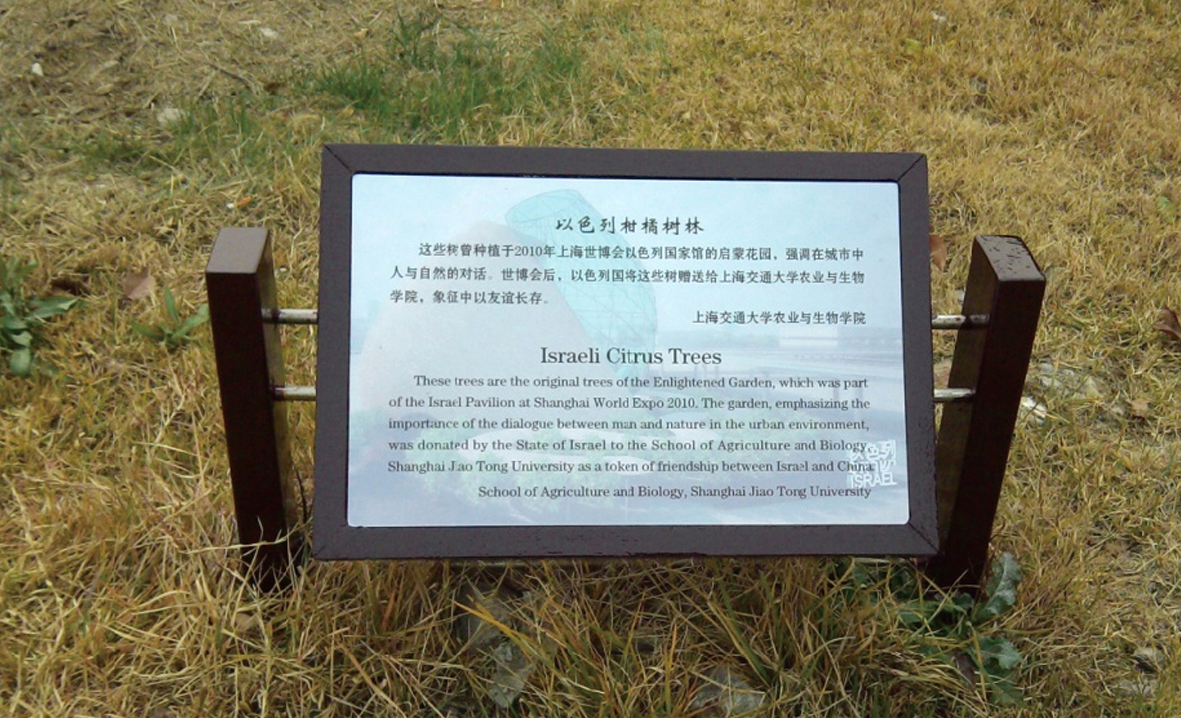 以色列柑橘树林
这些树曾种植于2010年上海世博会以色列国家馆的启蒙花园，强调在城市中
人与自然的对话。世博会后，以色列国将这些树赠送给上海交通大学农业与生物
学院，象征中以友谊长存。
上海交通大学农业与生物学院
Israeli Citrus Trees
These trees are the original trees of the Enlightened Garden, which was part
of the Israel Pavilion at Shanghai World Expo 2010. The garden, emphasizing the
importance of the dialogue between man and nature in the urban environment,
was donated by the State of Israel to the School of Agriculture and Biology,
Shanghai Jiao Tong University as a token of friendship between Israel and China.
School of Agriculture and Biology, Shanghai Jiao Tong University
以色列
ISRAEL